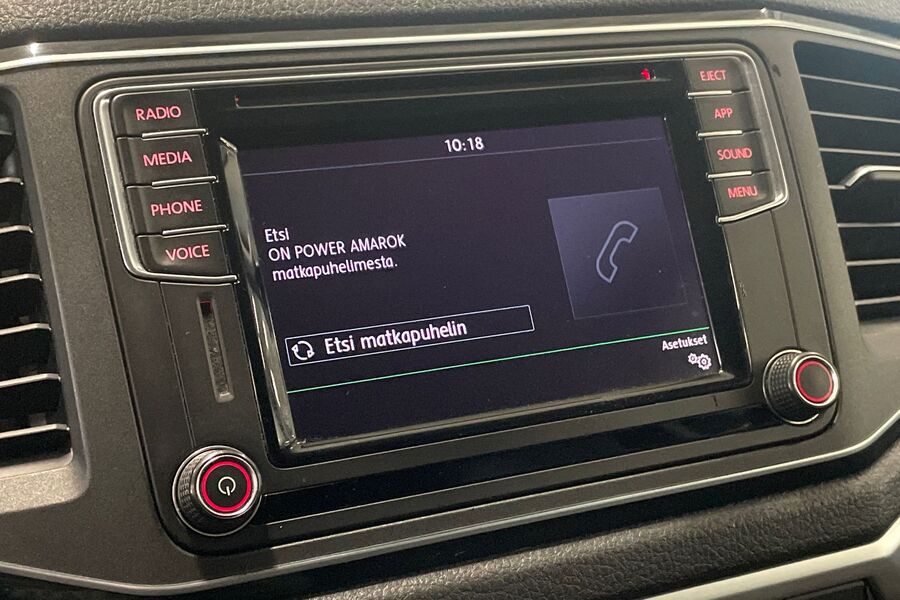 RADIO
MEDIA
PHONE
VOICE
EJECT
APP
SOUND
MENU
10:18
Etsi
ON POWER AMAROK
matkapuhelimesta.
Etsi matkapuhelin
Asetukset